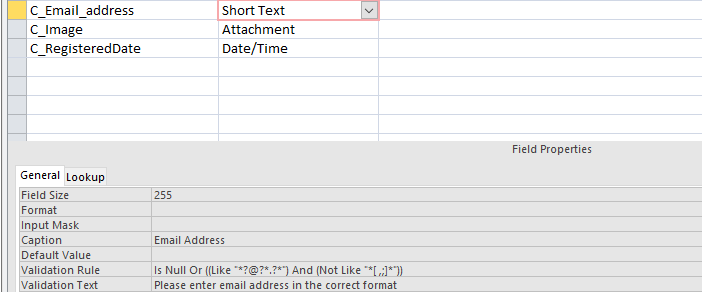 C_Email_address Short Text
C_Image Attachment
C_RegisteredDate Date/Time
Field Properties
General Lookup
Field Size 255
Format
Input Mask
Caption Email Address
Default Value
Validation Rule Is Null Or ((Like "*?@?*.?*") And (Not Like "*[ ,;]*"))
Validation Text Please enter email address in the correct format